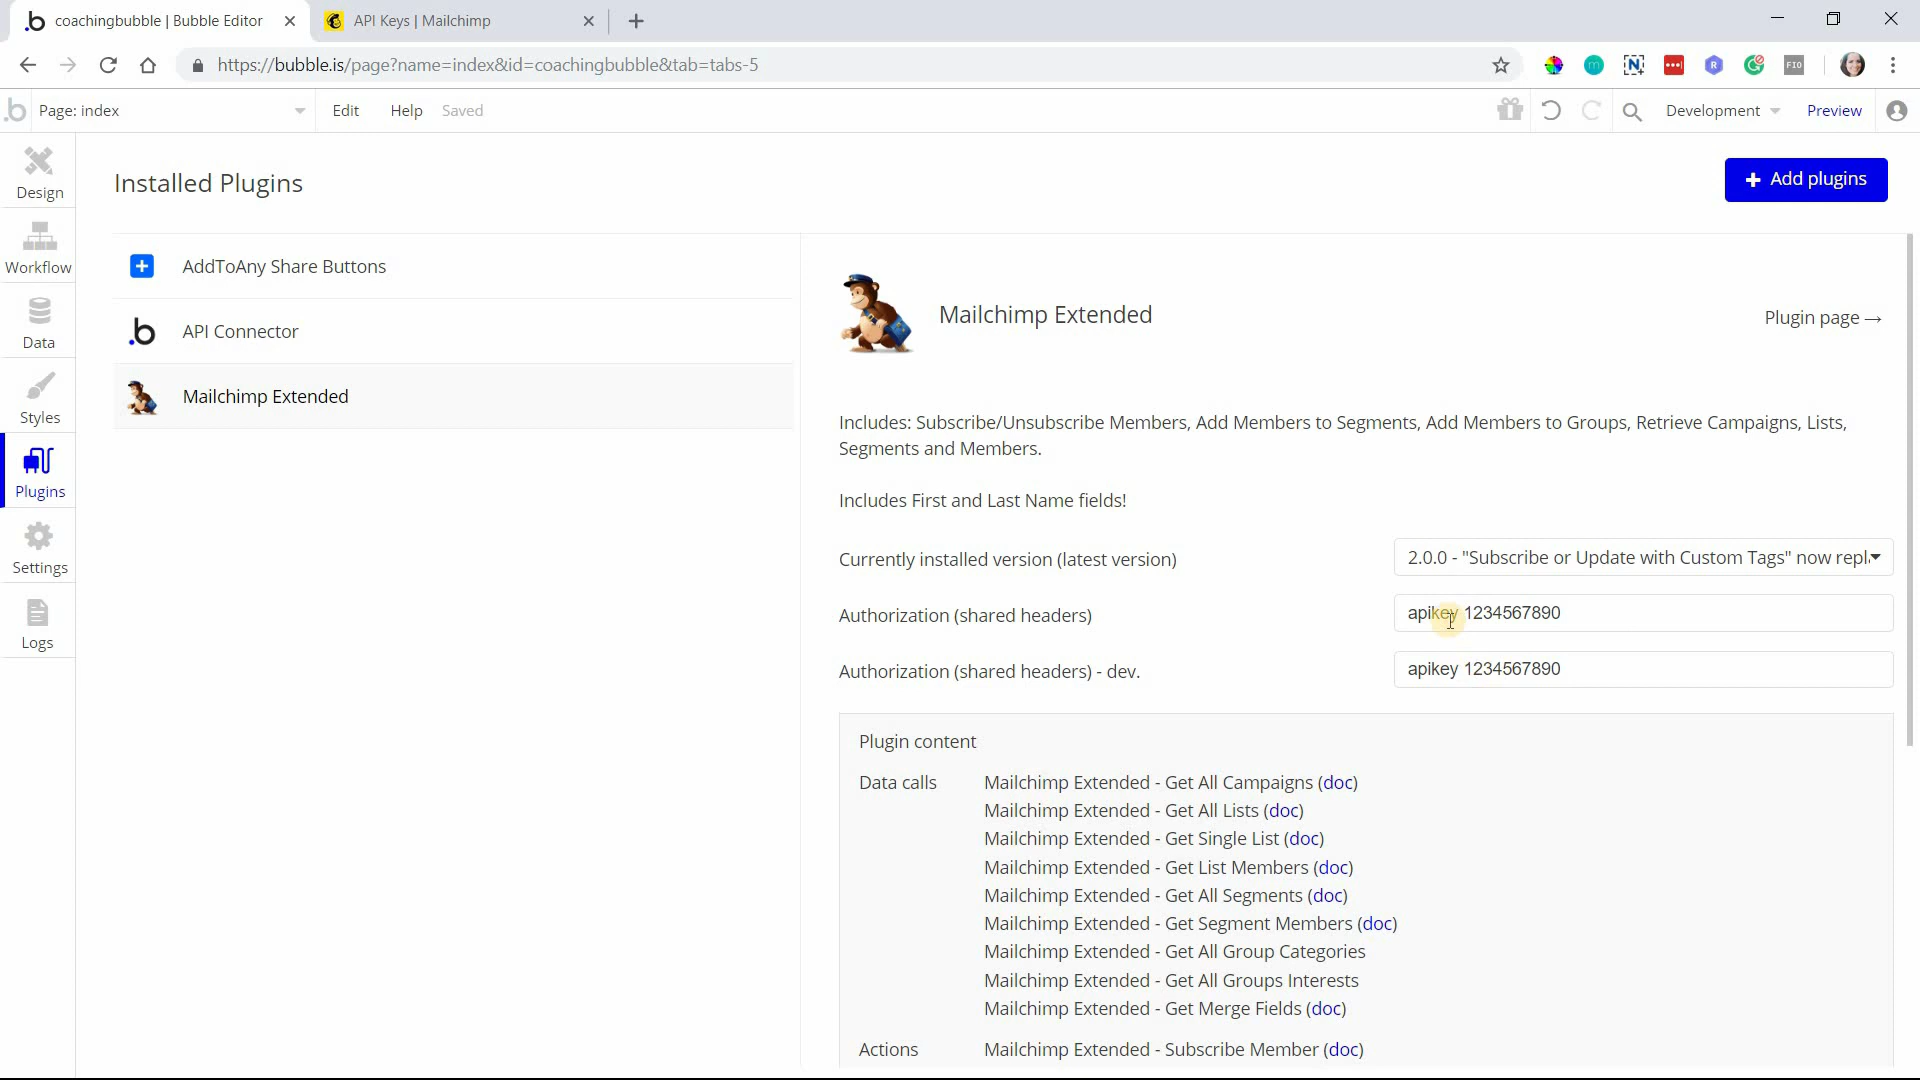 coachingbubble | Bubble Editor
API Keys | Mailchimp
https://bubble.is/page?name=index&id=coachingbubble&tab=tabs-5
Page: index
Edit
Help
Saved
Development
Preview
Design
Workflow
Data
Styles
Plugins
Settings
Logs
Installed Plugins
+ Add plugins
AddToAny Share Buttons
API Connector
Mailchimp Extended
Mailchimp Extended
Plugin page →
Includes: Subscribe/Unsubscribe Members, Add Members to Segments, Add Members to Groups, Retrieve Campaigns, Lists,
Segments and Members.
Includes First and Last Name fields!
Currently installed version (latest version)
2.0.0 - "Subscribe or Update with Custom Tags" now repl
Authorization (shared headers)
apikey 1234567890
Authorization (shared headers) - dev.
apikey 1234567890
Plugin content
Data calls
Mailchimp Extended - Get All Campaigns (doc)
Mailchimp Extended - Get All Lists (doc)
Mailchimp Extended - Get Single List (doc)
Mailchimp Extended - Get List Members (doc)
Mailchimp Extended - Get All Segments (doc)
Mailchimp Extended - Get Segment Members (doc)
Mailchimp Extended - Get All Group Categories
Mailchimp Extended - Get All Groups Interests
Mailchimp Extended - Get Merge Fields (doc)
Actions
Mailchimp Extended - Subscribe Member (doc)